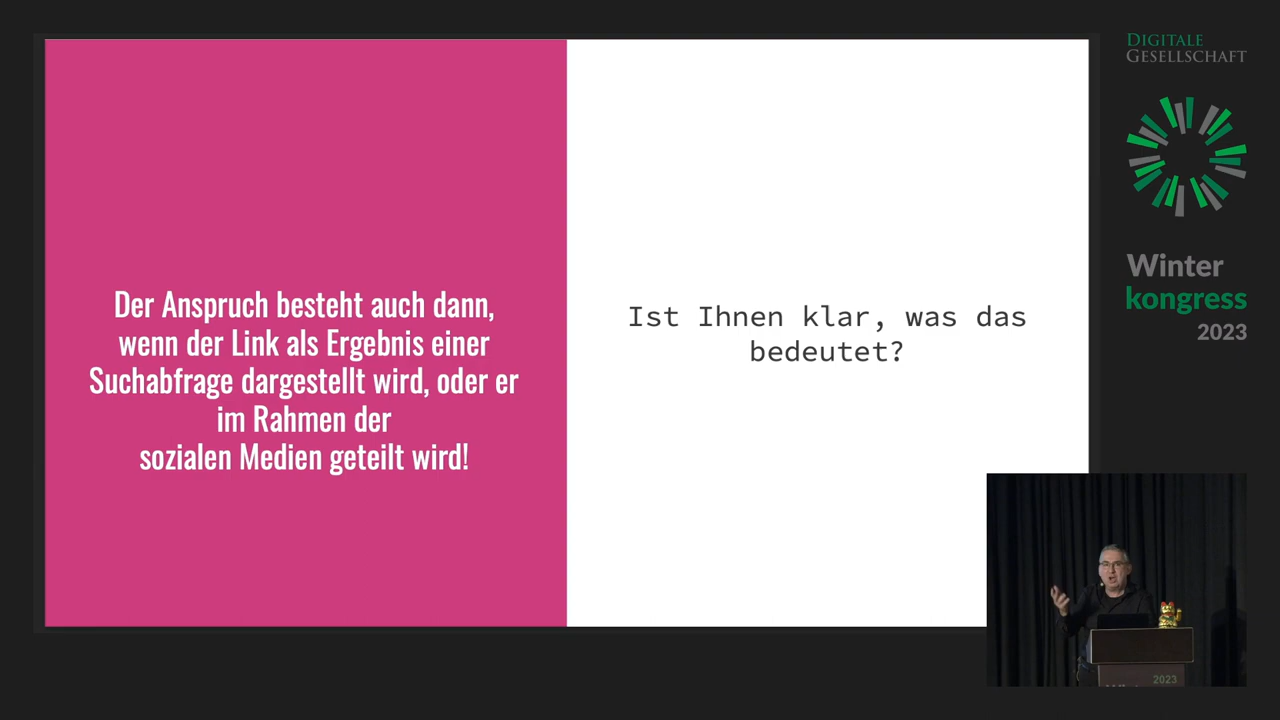 Der Anspruch besteht auch dann,
wenn der Link als Ergebnis einer
Suchabfrage dargestellt wird, oder er
im Rahmen der
sozialen Medien geteilt wird!
Ist Ihnen klar, was das
bedeutet?
DIGITALE
GESELLSCHAFT
Winter
kongress
2023
2023